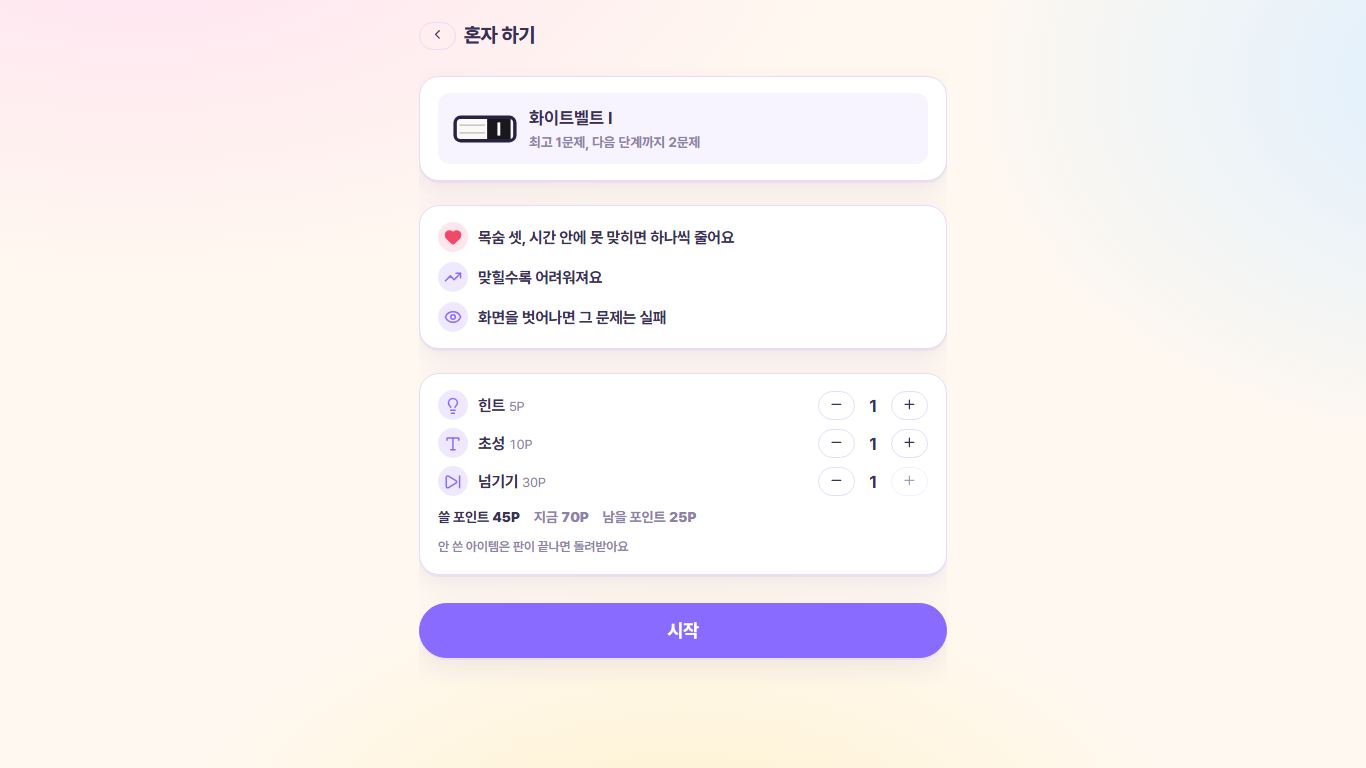 혼자 하기
화이트벨트 I
최고 1문제, 다음 단계까지 2문제
목숨 셋, 시간 안에 못 맞히면 하나씩 줄어요
맞힐수록 어려워져요
화면을 벗어나면 그 문제는 실패
힌트 5P − 1 +
초성 10P − 1 +
넘기기 30P − 1 +
쓸 포인트 45P 지금 70P 남을 포인트 25P
안 쓴 아이템은 판이 끝나면 돌려받아요
시작